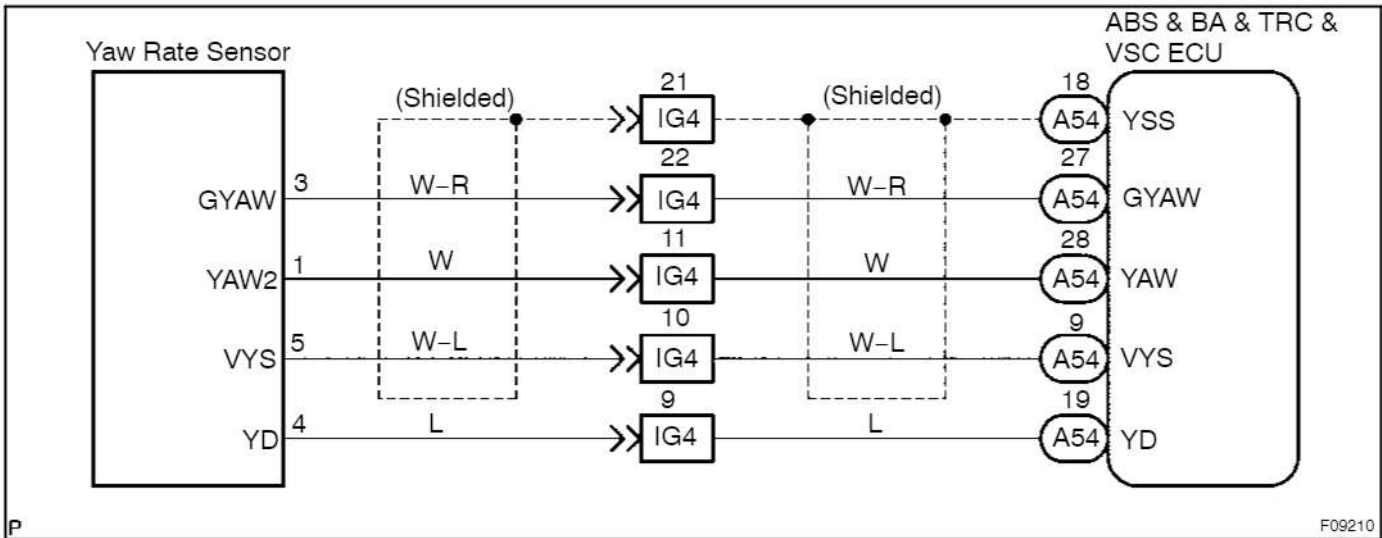 ABS & BA & TRC &
VSC ECU
Yaw Rate Sensor
(Shielded) 21 IG4 (Shielded) 18 A54 YSS
GYAW 3 W–R 22 IG4 W–R 27 A54 GYAW
YAW2 1 W 11 IG4 W 28 A54 YAW
VYS 5 W–L 10 IG4 W–L 9 A54 VYS
YD 4 L 9 IG4 L 19 A54 YD
P F09210